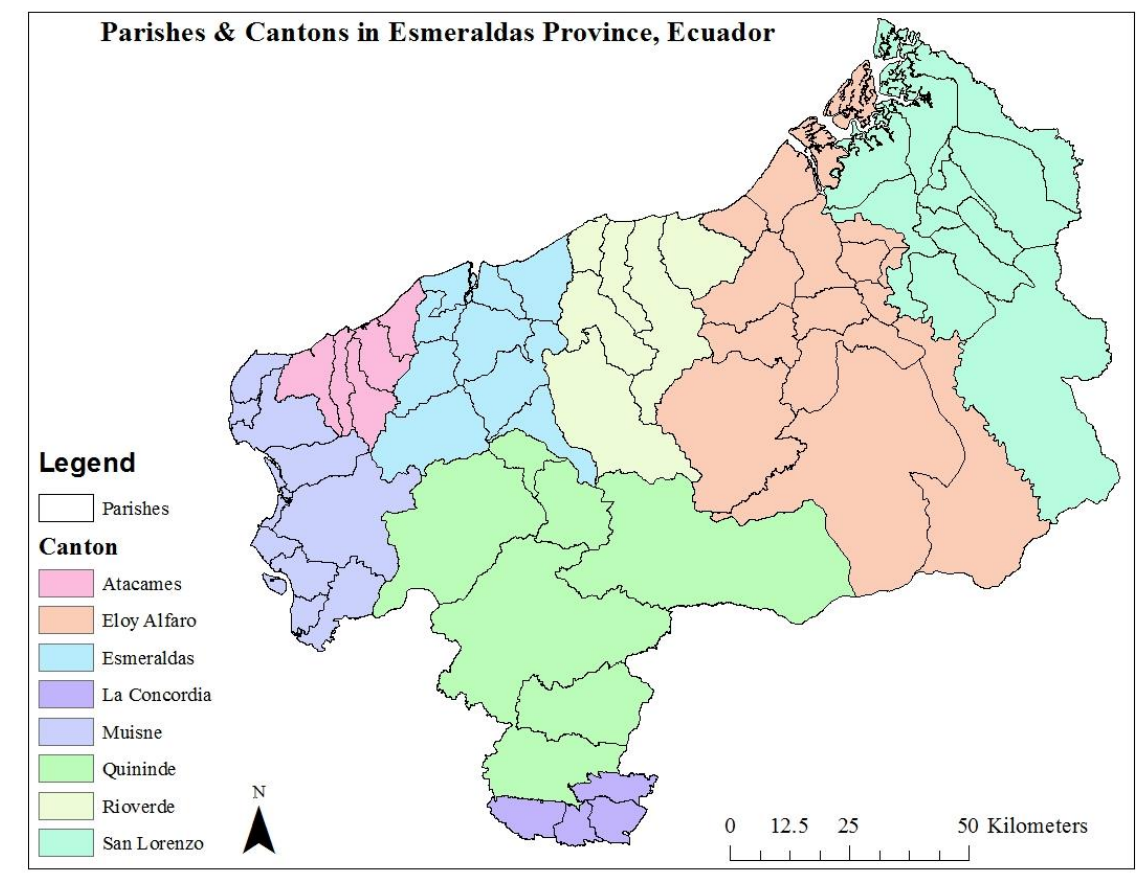 Parishes & Cantons in Esmeraldas Province, Ecuador
Legend
Parishes
Canton
Atacames
Eloy Alfaro
Esmeraldas
La Concordia
Muisne
Quininde
Rioverde
San Lorenzo
N
0 12.5 25 50 Kilometers